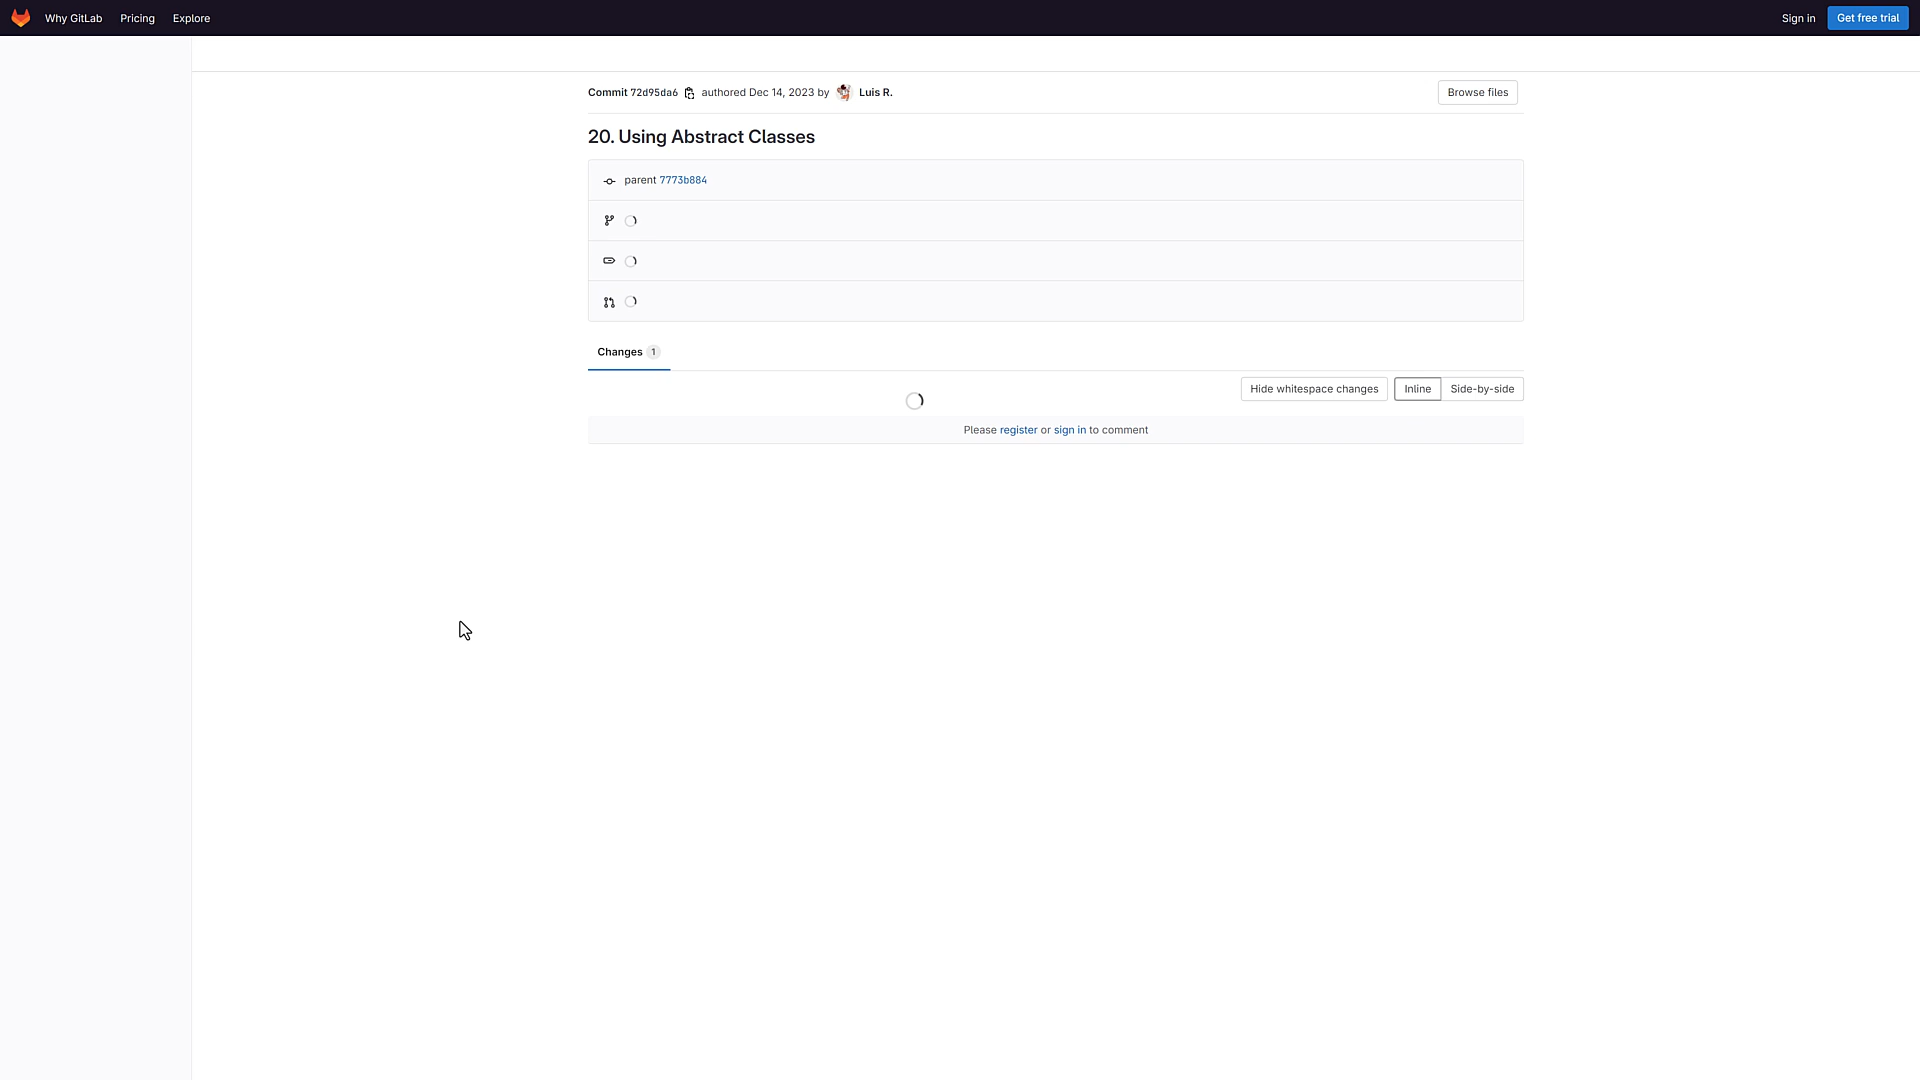 Why GitLab Pricing Explore Sign in Get free trial
Commit 72d95da6 authored Dec 14, 2023 by Luis R. Browse files
20. Using Abstract Classes
parent 7773b884
Changes 1
Hide whitespace changes Inline Side-by-side
Please register or sign in to comment